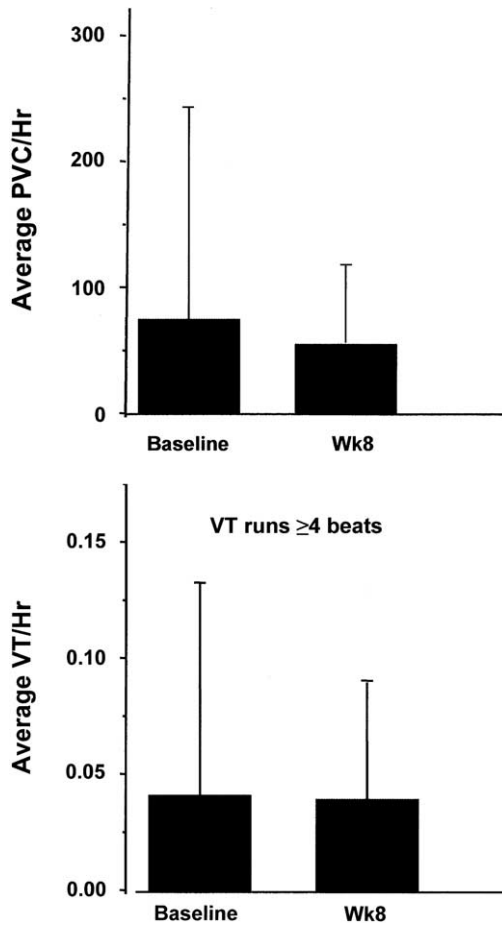 Average PVC/Hr
300
200
100
0
Baseline Wk8
Average VT/Hr
VT runs ≥4 beats
0.15
0.10
0.05
0.00
Baseline Wk8